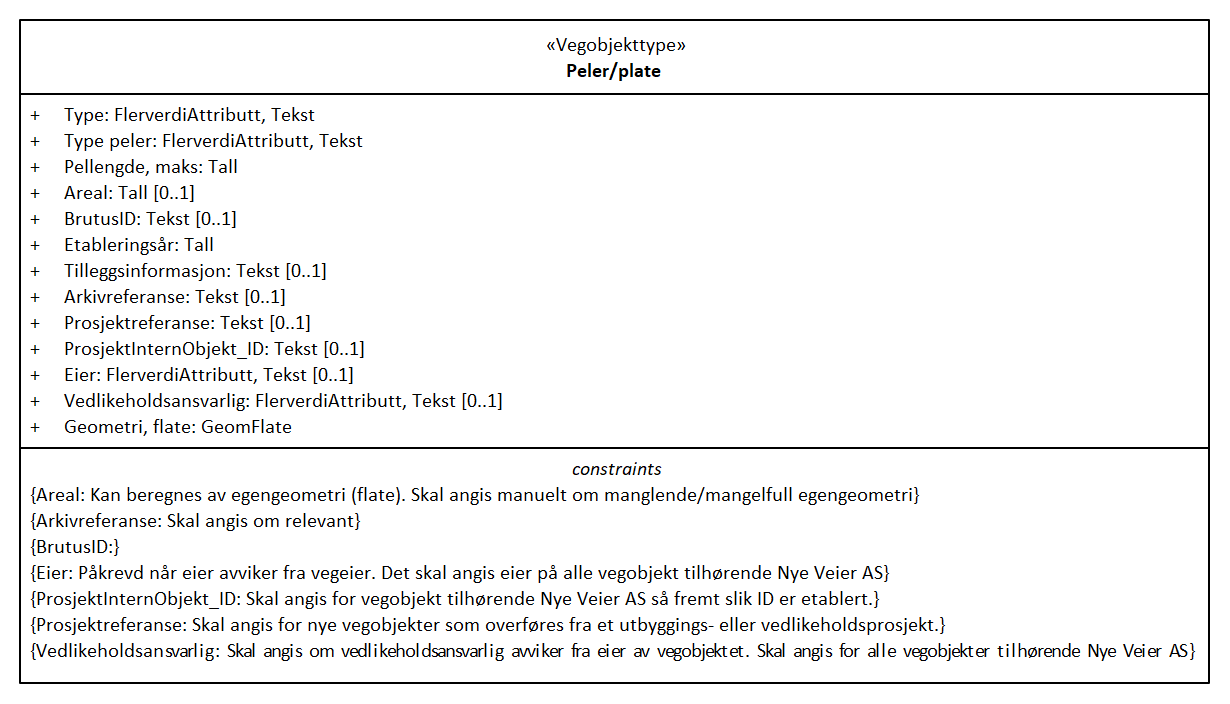 «Vegobjekttype»
Peler/plate
+ Type: FlerverdiAttributt, Tekst
+ Type peler: FlerverdiAttributt, Tekst
+ Pellengde, maks: Tall
+ Areal: Tall [0..1]
+ BrutusID: Tekst [0..1]
+ Etableringsår: Tall
+ Tilleggsinformasjon: Tekst [0..1]
+ Arkivreferanse: Tekst [0..1]
+ Prosjektreferanse: Tekst [0..1]
+ ProsjektInternObjekt_ID: Tekst [0..1]
+ Eier: FlerverdiAttributt, Tekst [0..1]
+ Vedlikeholdsansvarlig: FlerverdiAttributt, Tekst [0..1]
+ Geometri, flate: GeomFlate
constraints
{Areal: Kan beregnes av egengeometri (flate). Skal angis manuelt om manglende/mangelfull egengeometri}
{Arkivreferanse: Skal angis om relevant}
{BrutusID:}
{Eier: Påkrevd når eier avviker fra vegeier. Det skal angis eier på alle vegobjekt tilhørende Nye Veier AS}
{ProsjektInternObjekt_ID: Skal angis for vegobjekt tilhørende Nye Veier AS så fremt slik ID er etablert.}
{Prosjektreferanse: Skal angis for nye vegobjekter som overføres fra et utbyggings- eller vedlikeholdsprosjekt.}
{Vedlikeholdsansvarlig: Skal angis om vedlikeholdsansvarlig avviker fra eier av vegobjektet. Skal angis for alle vegobjekter tilhørende Nye Veier AS}